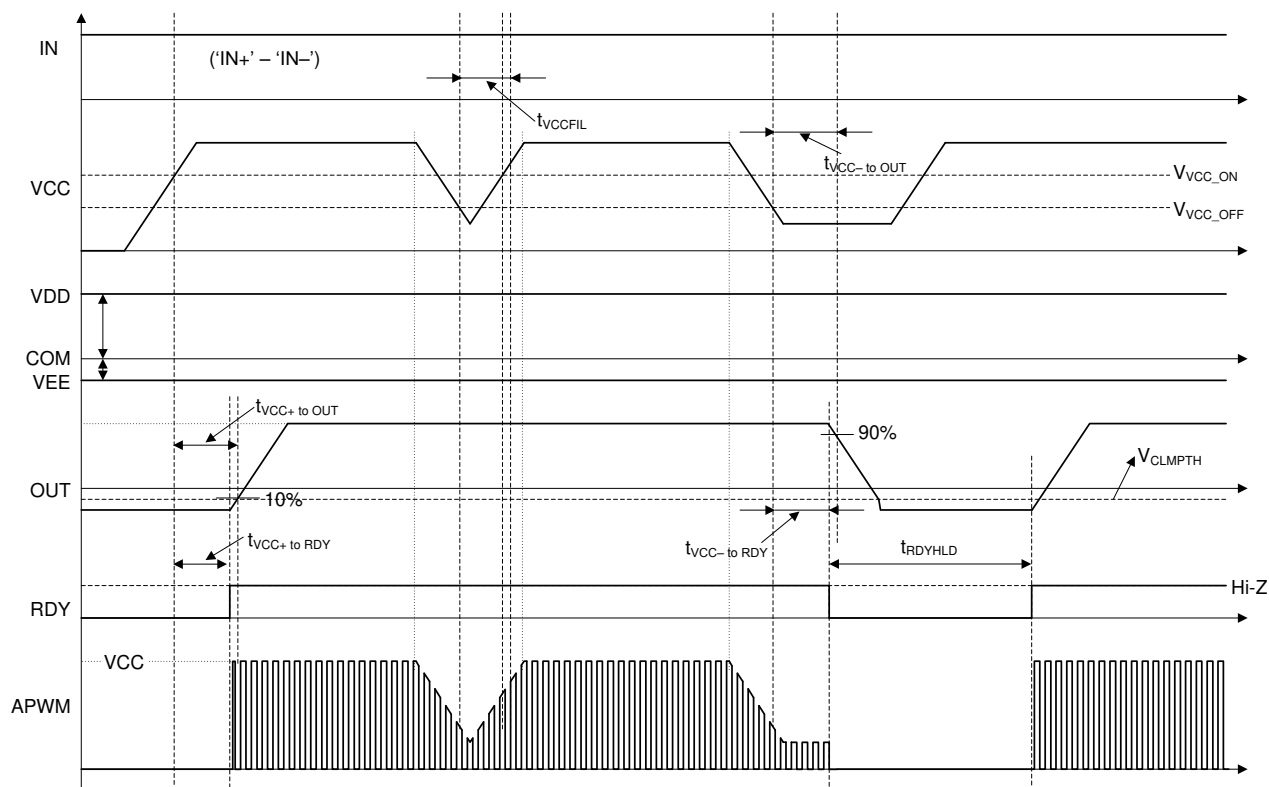 IN
(‘IN+’ – ‘IN–’)
tVCCFIL
tVCC– to OUT
VCC
VVCC_ON
VVCC_OFF
VDD
COM
VEE
tVCC+ to OUT
90%
VCLMPTH
OUT
10%
tVCC+ to RDY
tVCC– to RDY
tRDYHLD
Hi-Z
RDY
VCC
APWM